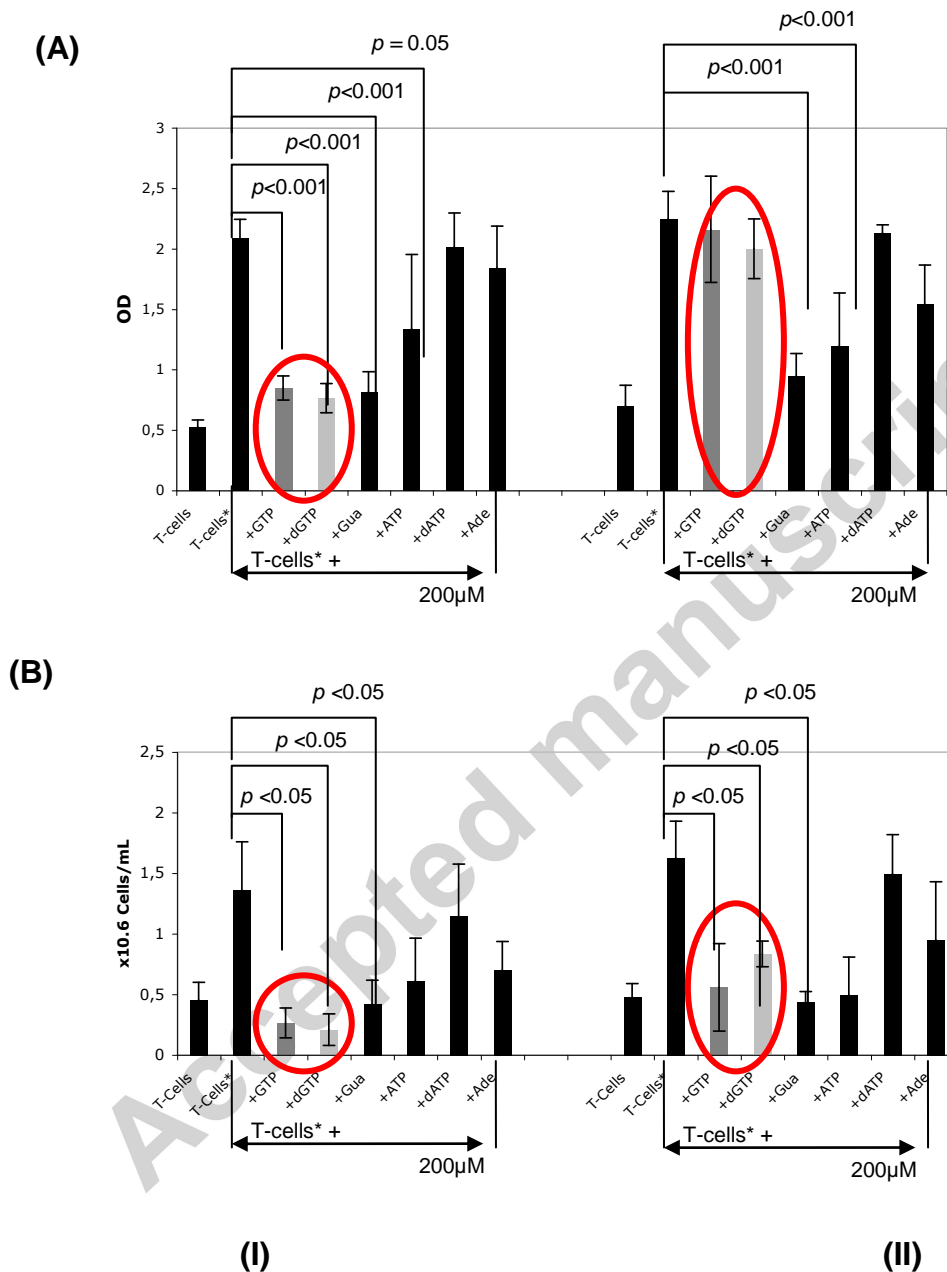 (A)
p = 0.05
p<0.001
p<0.001
p<0.001
p<0.001
p<0.001
3
2,5
2
1,5
1
0,5
0
OD
T-cells
T-cells*
+GTP
+dGTP
+Gua
+ATP
+dATP
+Ade
T-cells
T-cells*
+GTP
+dGTP
+Gua
+ATP
+dATP
+Ade
T-cells* +
200µM
T-cells* +
200µM
(B)
p <0.05
p <0.05
p <0.05
p <0.05
p <0.05
p <0.05
2,5
2
1,5
1
0,5
0
x10.6 Cells/mL
T-Cells
T-Cells*
+GTP
+dGTP
+Gua
+ATP
+dATP
+Ade
T-Cells
T-Cells*
+GTP
+dGTP
+Gua
+ATP
+dATP
+Ade
T-cells* +
200µM
T-cells* +
200µM
(I)
(II)
Accepted manuscri